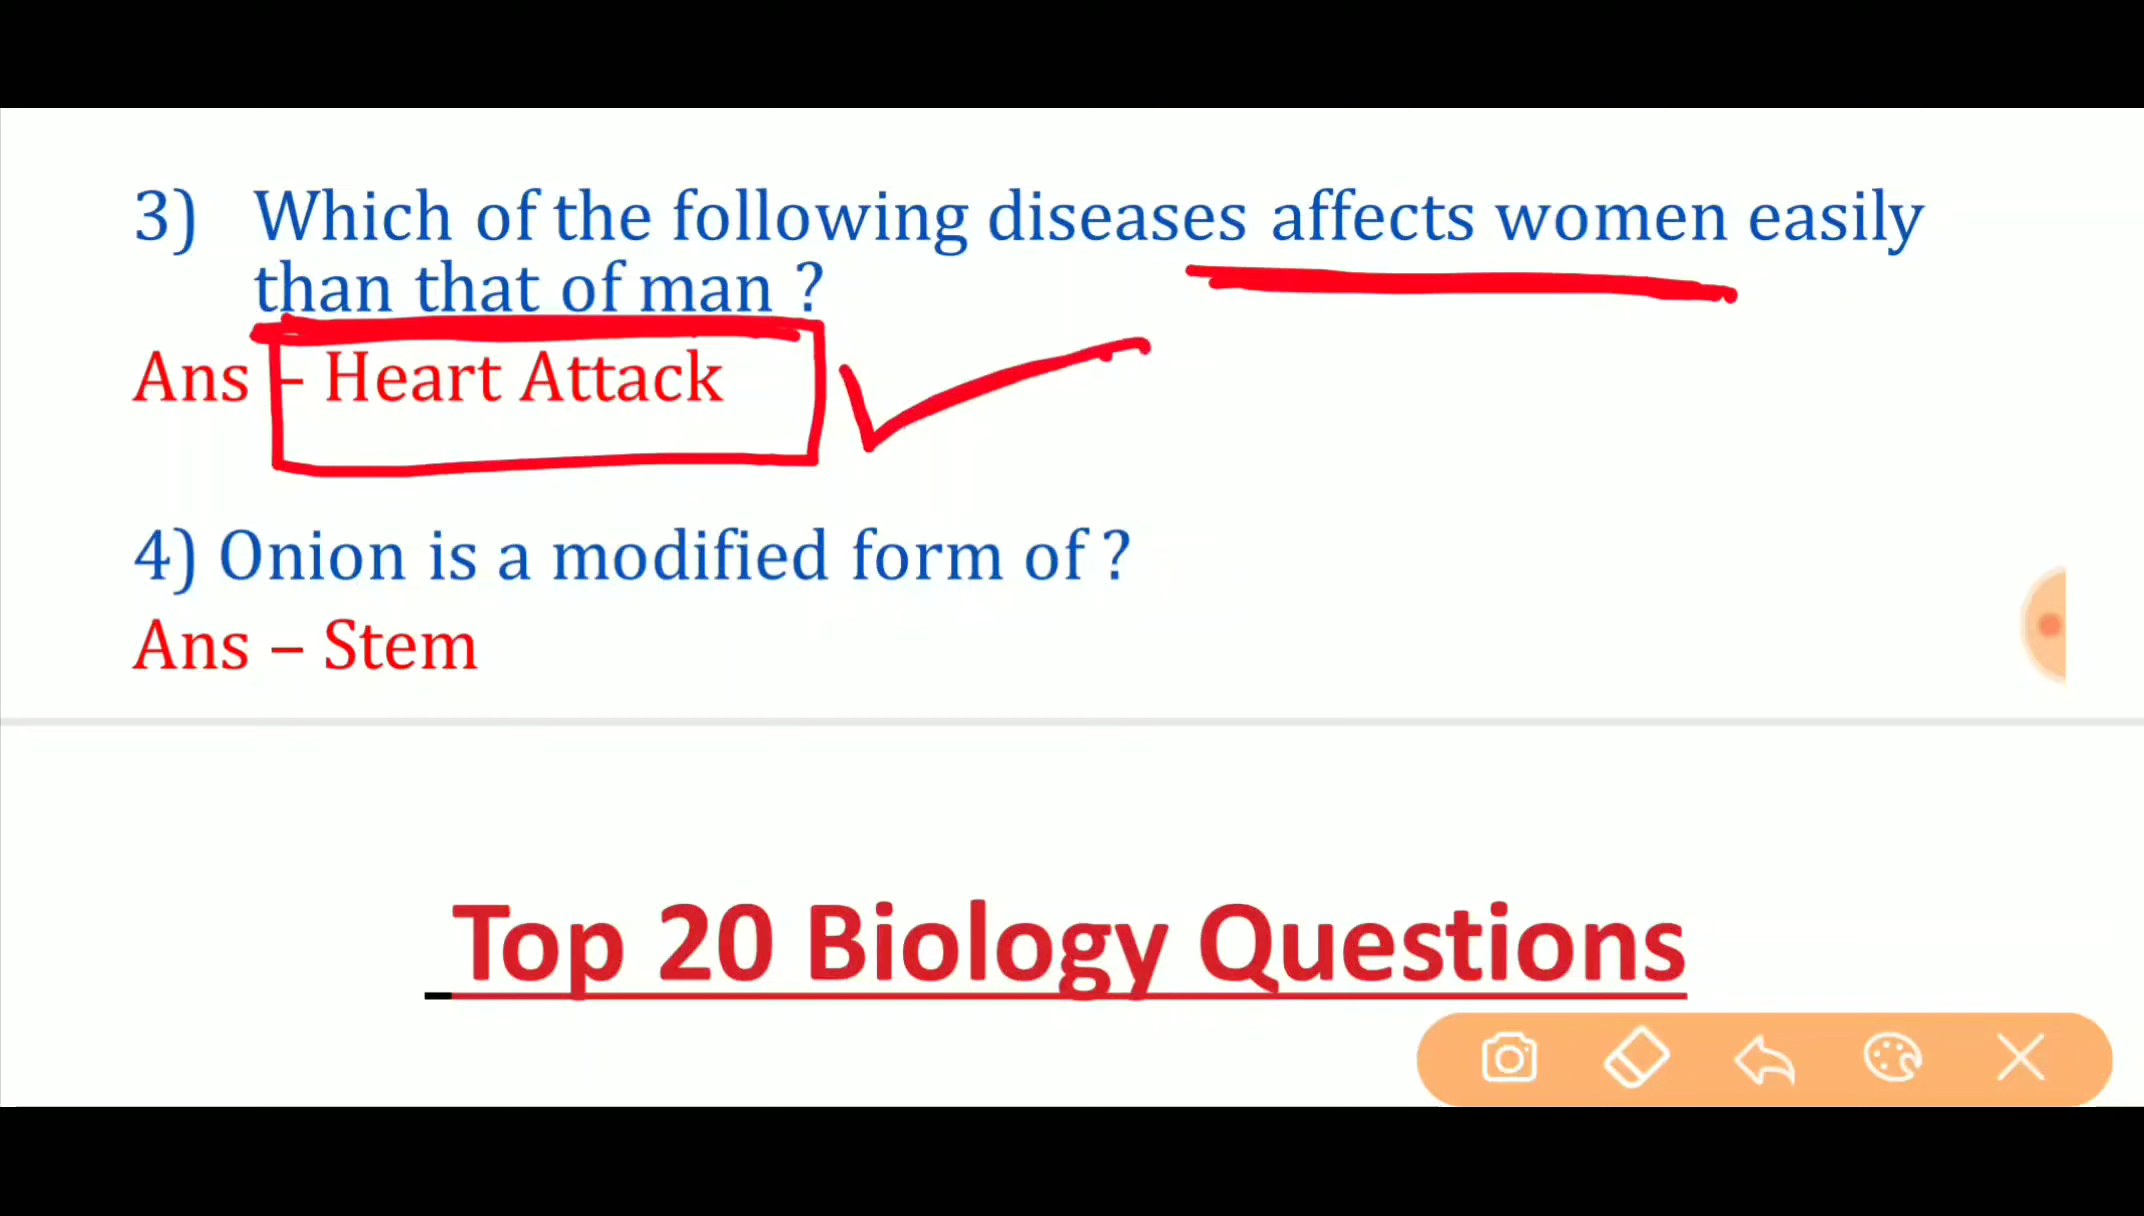 3) Which of the following diseases affects women easily
than that of man ?
Ans – Heart Attack
4) Onion is a modified form of ?
Ans – Stem
Top 20 Biology Questions